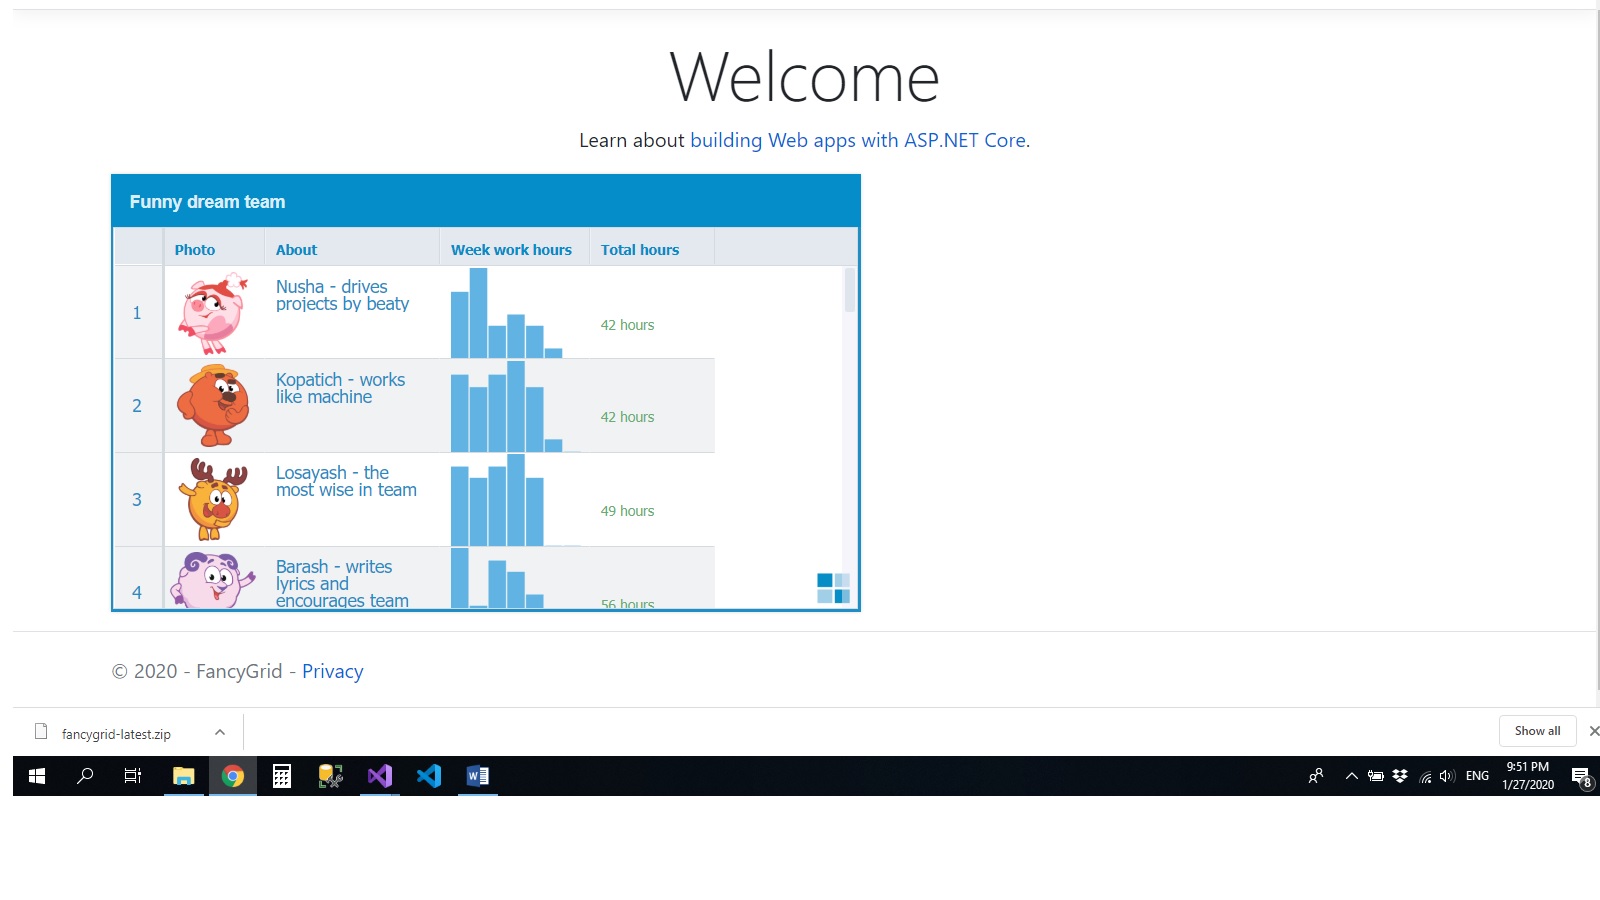 Welcome
Learn about building Web apps with ASP.NET Core.
Funny dream team
Photo About Week work hours Total hours
1
Nusha - drives
projects by beaty
42 hours
2
Kopatich - works
like machine
42 hours
3
Losayash - the
most wise in team
49 hours
4
Barash - writes
lyrics and
encourages team
56 hours
© 2020 - FancyGrid - Privacy
fancygrid-latest.zip
Show all
ENG
9:51 PM
1/27/2020
8